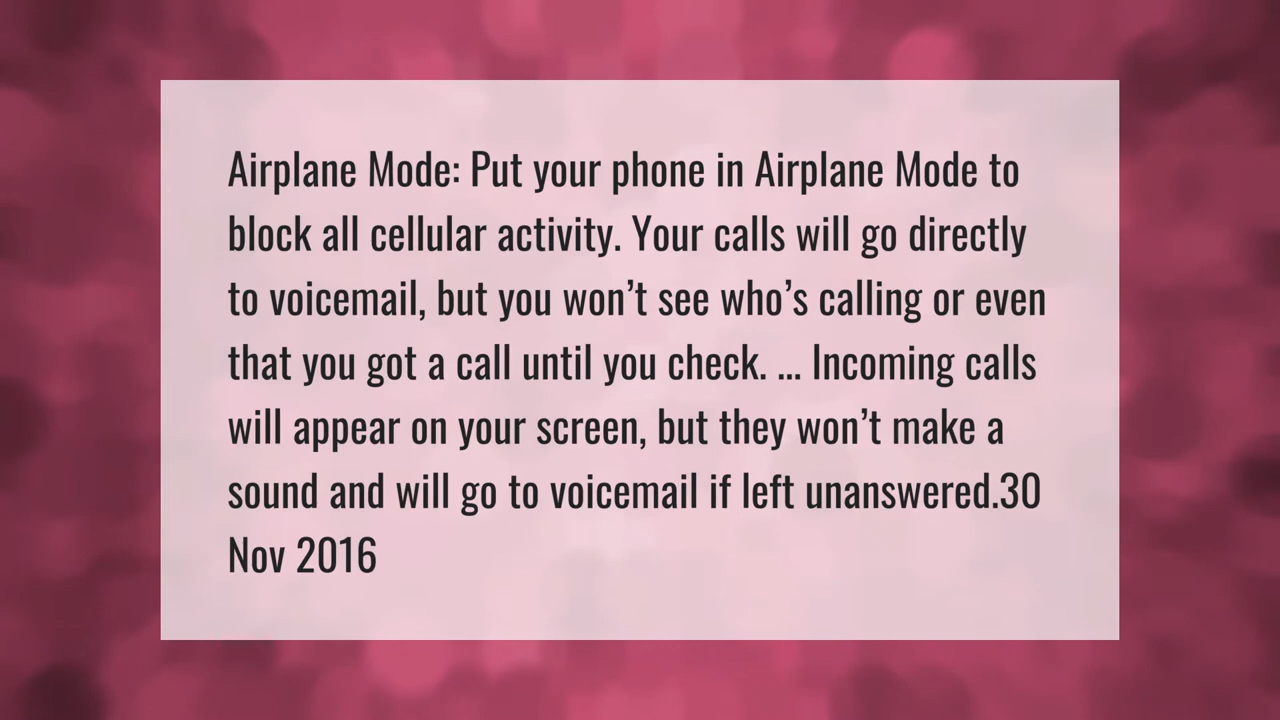 Airplane Mode: Put your phone in Airplane Mode to
block all cellular activity. Your calls will go directly
to voicemail, but you won’t see who’s calling or even
that you got a call until you check. ... Incoming calls
will appear on your screen, but they won’t make a
sound and will go to voicemail if left unanswered.30
Nov 2016